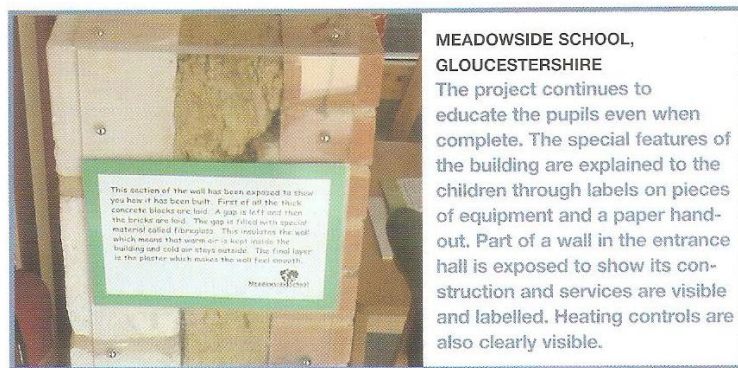 This section of the wall has been exposed to show
you how it has been built. First of all the thick
concrete blocks are laid. A gap is left and then
the bricks are laid. The gap is filled with special
material called fibreglass. This insulates the wall
which means that warm air is kept inside the
building and cold air stays outside. The final layer
is the plaster which makes the wall feel smooth.
Meadowside School
MEADOWSIDE SCHOOL,
GLOUCESTERSHIRE
The project continues to
educate the pupils even when
complete. The special features of
the building are explained to the
children through labels on pieces
of equipment and a paper hand-
out. Part of a wall in the entrance
hall is exposed to show its con-
struction and services are visible
and labelled. Heating controls are
also clearly visible.